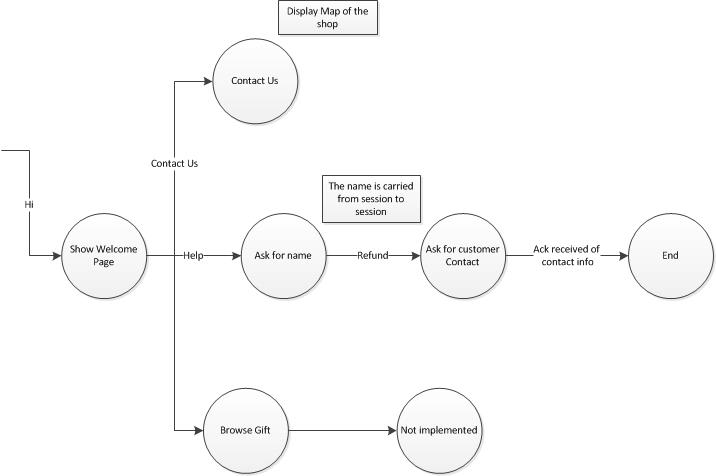 Display Map of the
shop
Contact Us
Contact Us
The name is carried
from session to
session
Hi
Show Welcome
Page
Help
Ask for name
Refund
Ask for customer
Contact
Ack received of
contact info
End
Browse Gift
Not implemented